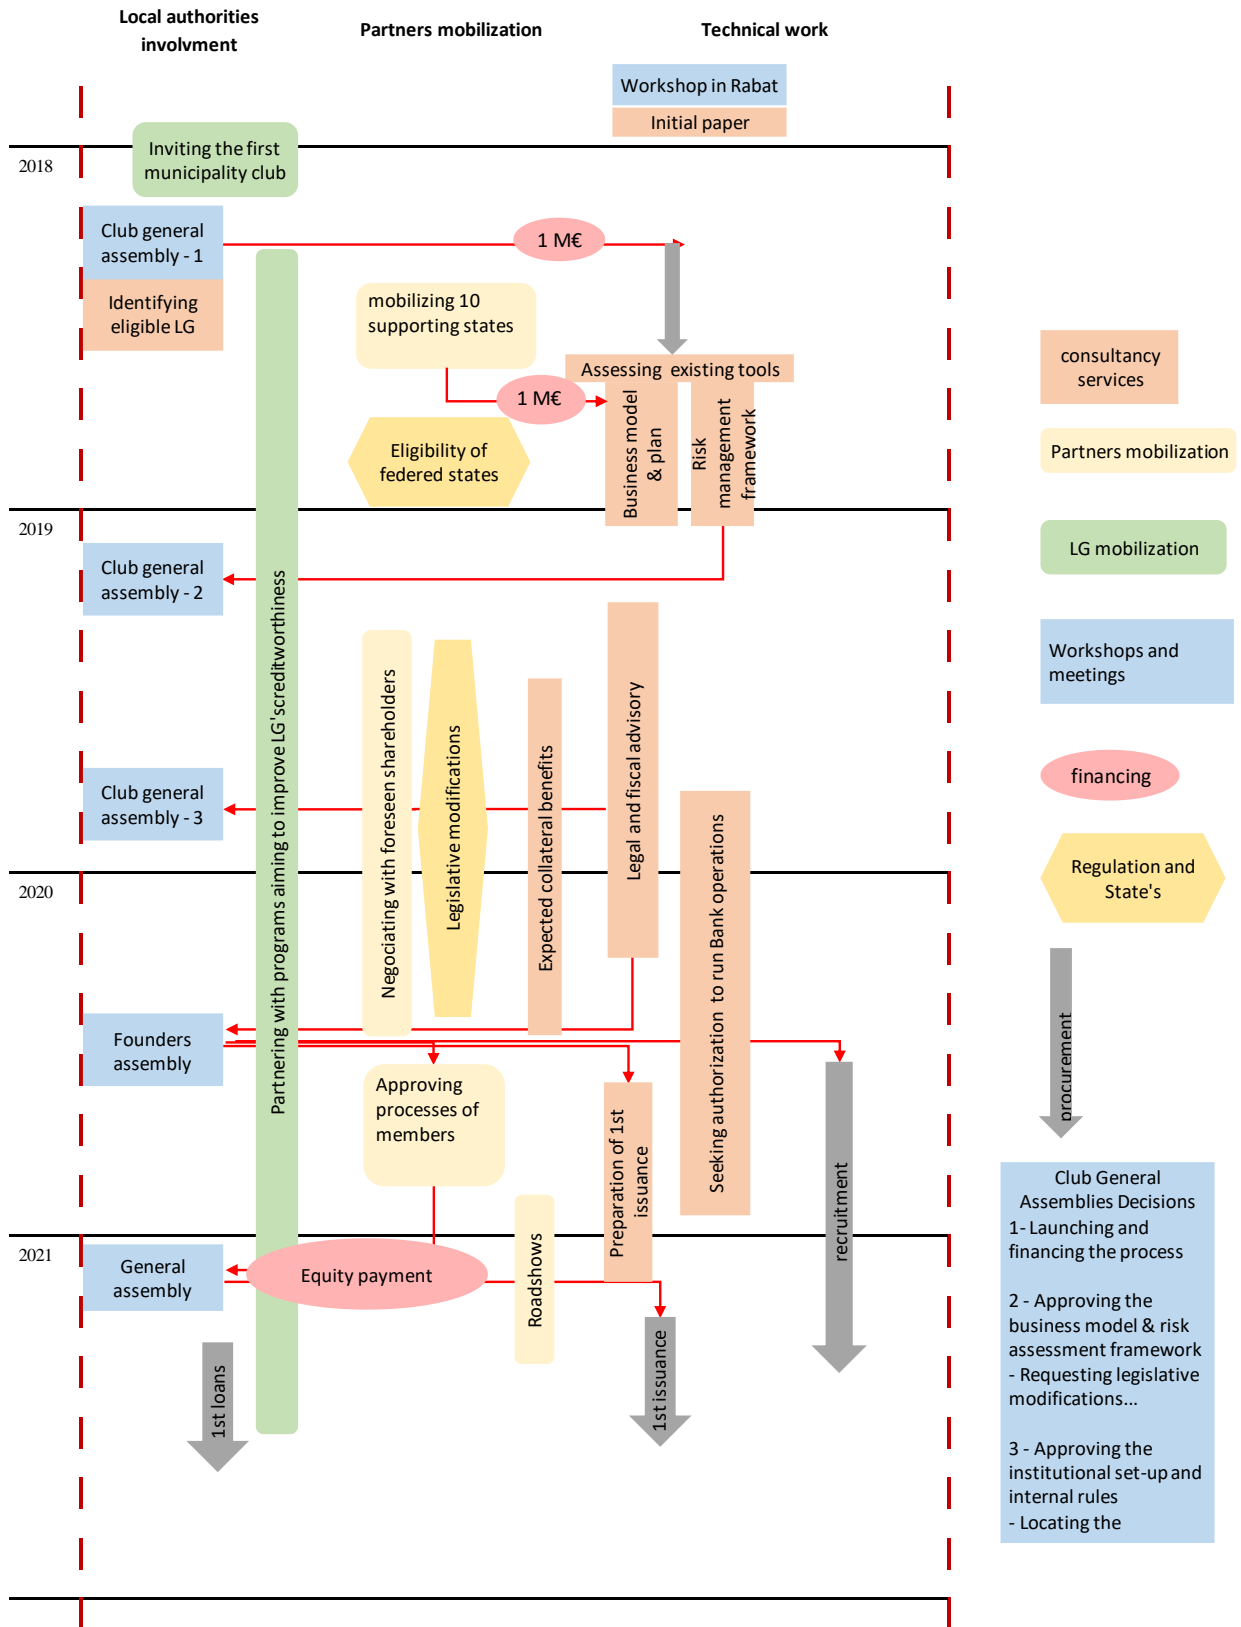 Local authorities
involvment
Partners mobilization
Technical work
Workshop in Rabat
Initial paper
2018
Inviting the first
municipality club
Club general
assembly - 1
1 M€
Identifying
eligible LG
mobilizing 10
supporting states
Assessing existing tools
1 M€
Business model
& plan
Risk
management
framework
Eligibility of
federed states
2019
Club general
assembly - 2
Partnering with programs aiming to improve LG'screditworthiness
Negociating with foreseen shareholders
Legislative modifications
Expected collateral benefits
Legal and fiscal advisory
Seeking authorization to run Bank operations
Club general
assembly - 3
2020
Founders
assembly
Approving
processes of
members
Preparation of 1st
issuance
recruitment
2021
General
assembly
Equity payment
Roadshows
1st loans
1st issuance
consultancy
services
Partners mobilization
LG mobilization
Workshops and
meetings
financing
Regulation and
State's
procurement
Club General
Assemblies Decisions
1- Launching and
financing the process
2 - Approving the
business model & risk
assessment framework
- Requesting legislative
modifications...
3 - Approving the
institutional set-up and
internal rules
- Locating the